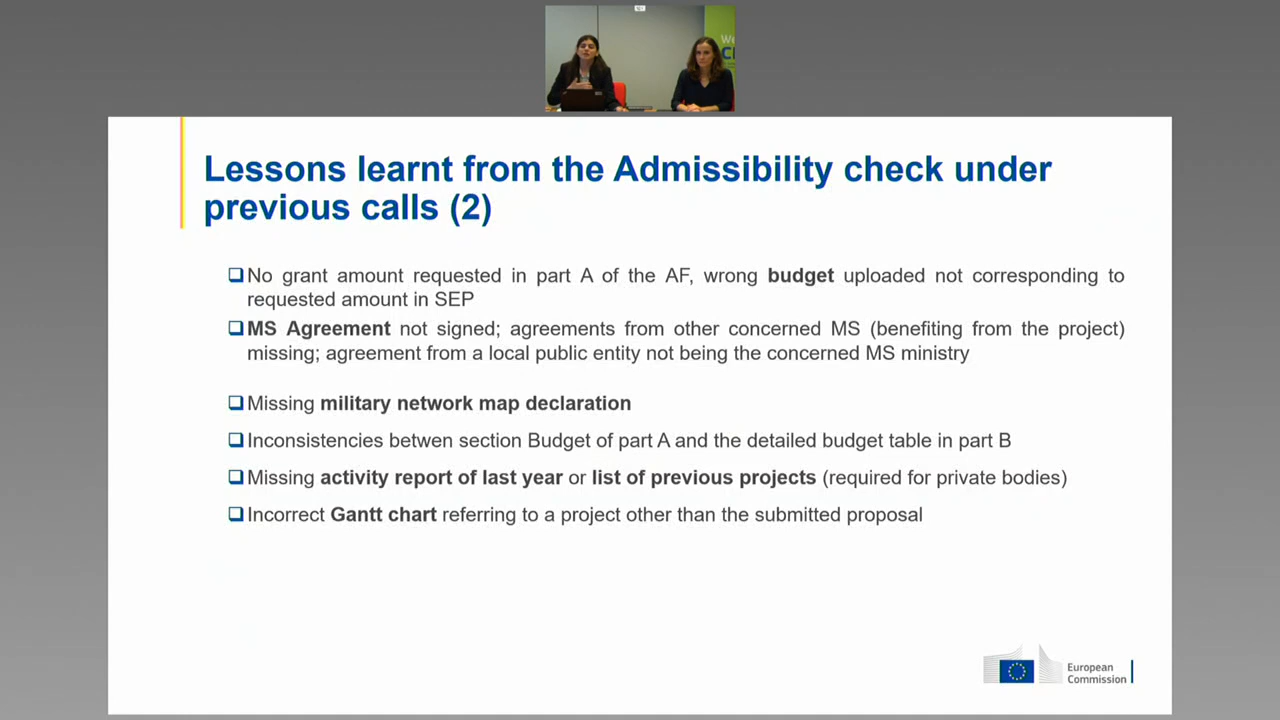 We
Lessons learnt from the Admissibility check under
previous calls (2)
❑No grant amount requested in part A of the AF, wrong budget uploaded not corresponding to
requested amount in SEP
❑MS Agreement not signed; agreements from other concerned MS (benefiting from the project)
missing; agreement from a local public entity not being the concerned MS ministry
❑Missing military network map declaration
❑Inconsistencies betwen section Budget of part A and the detailed budget table in part B
❑Missing activity report of last year or list of previous projects (required for private bodies)
❑Incorrect Gantt chart referring to a project other than the submitted proposal
European
Commission